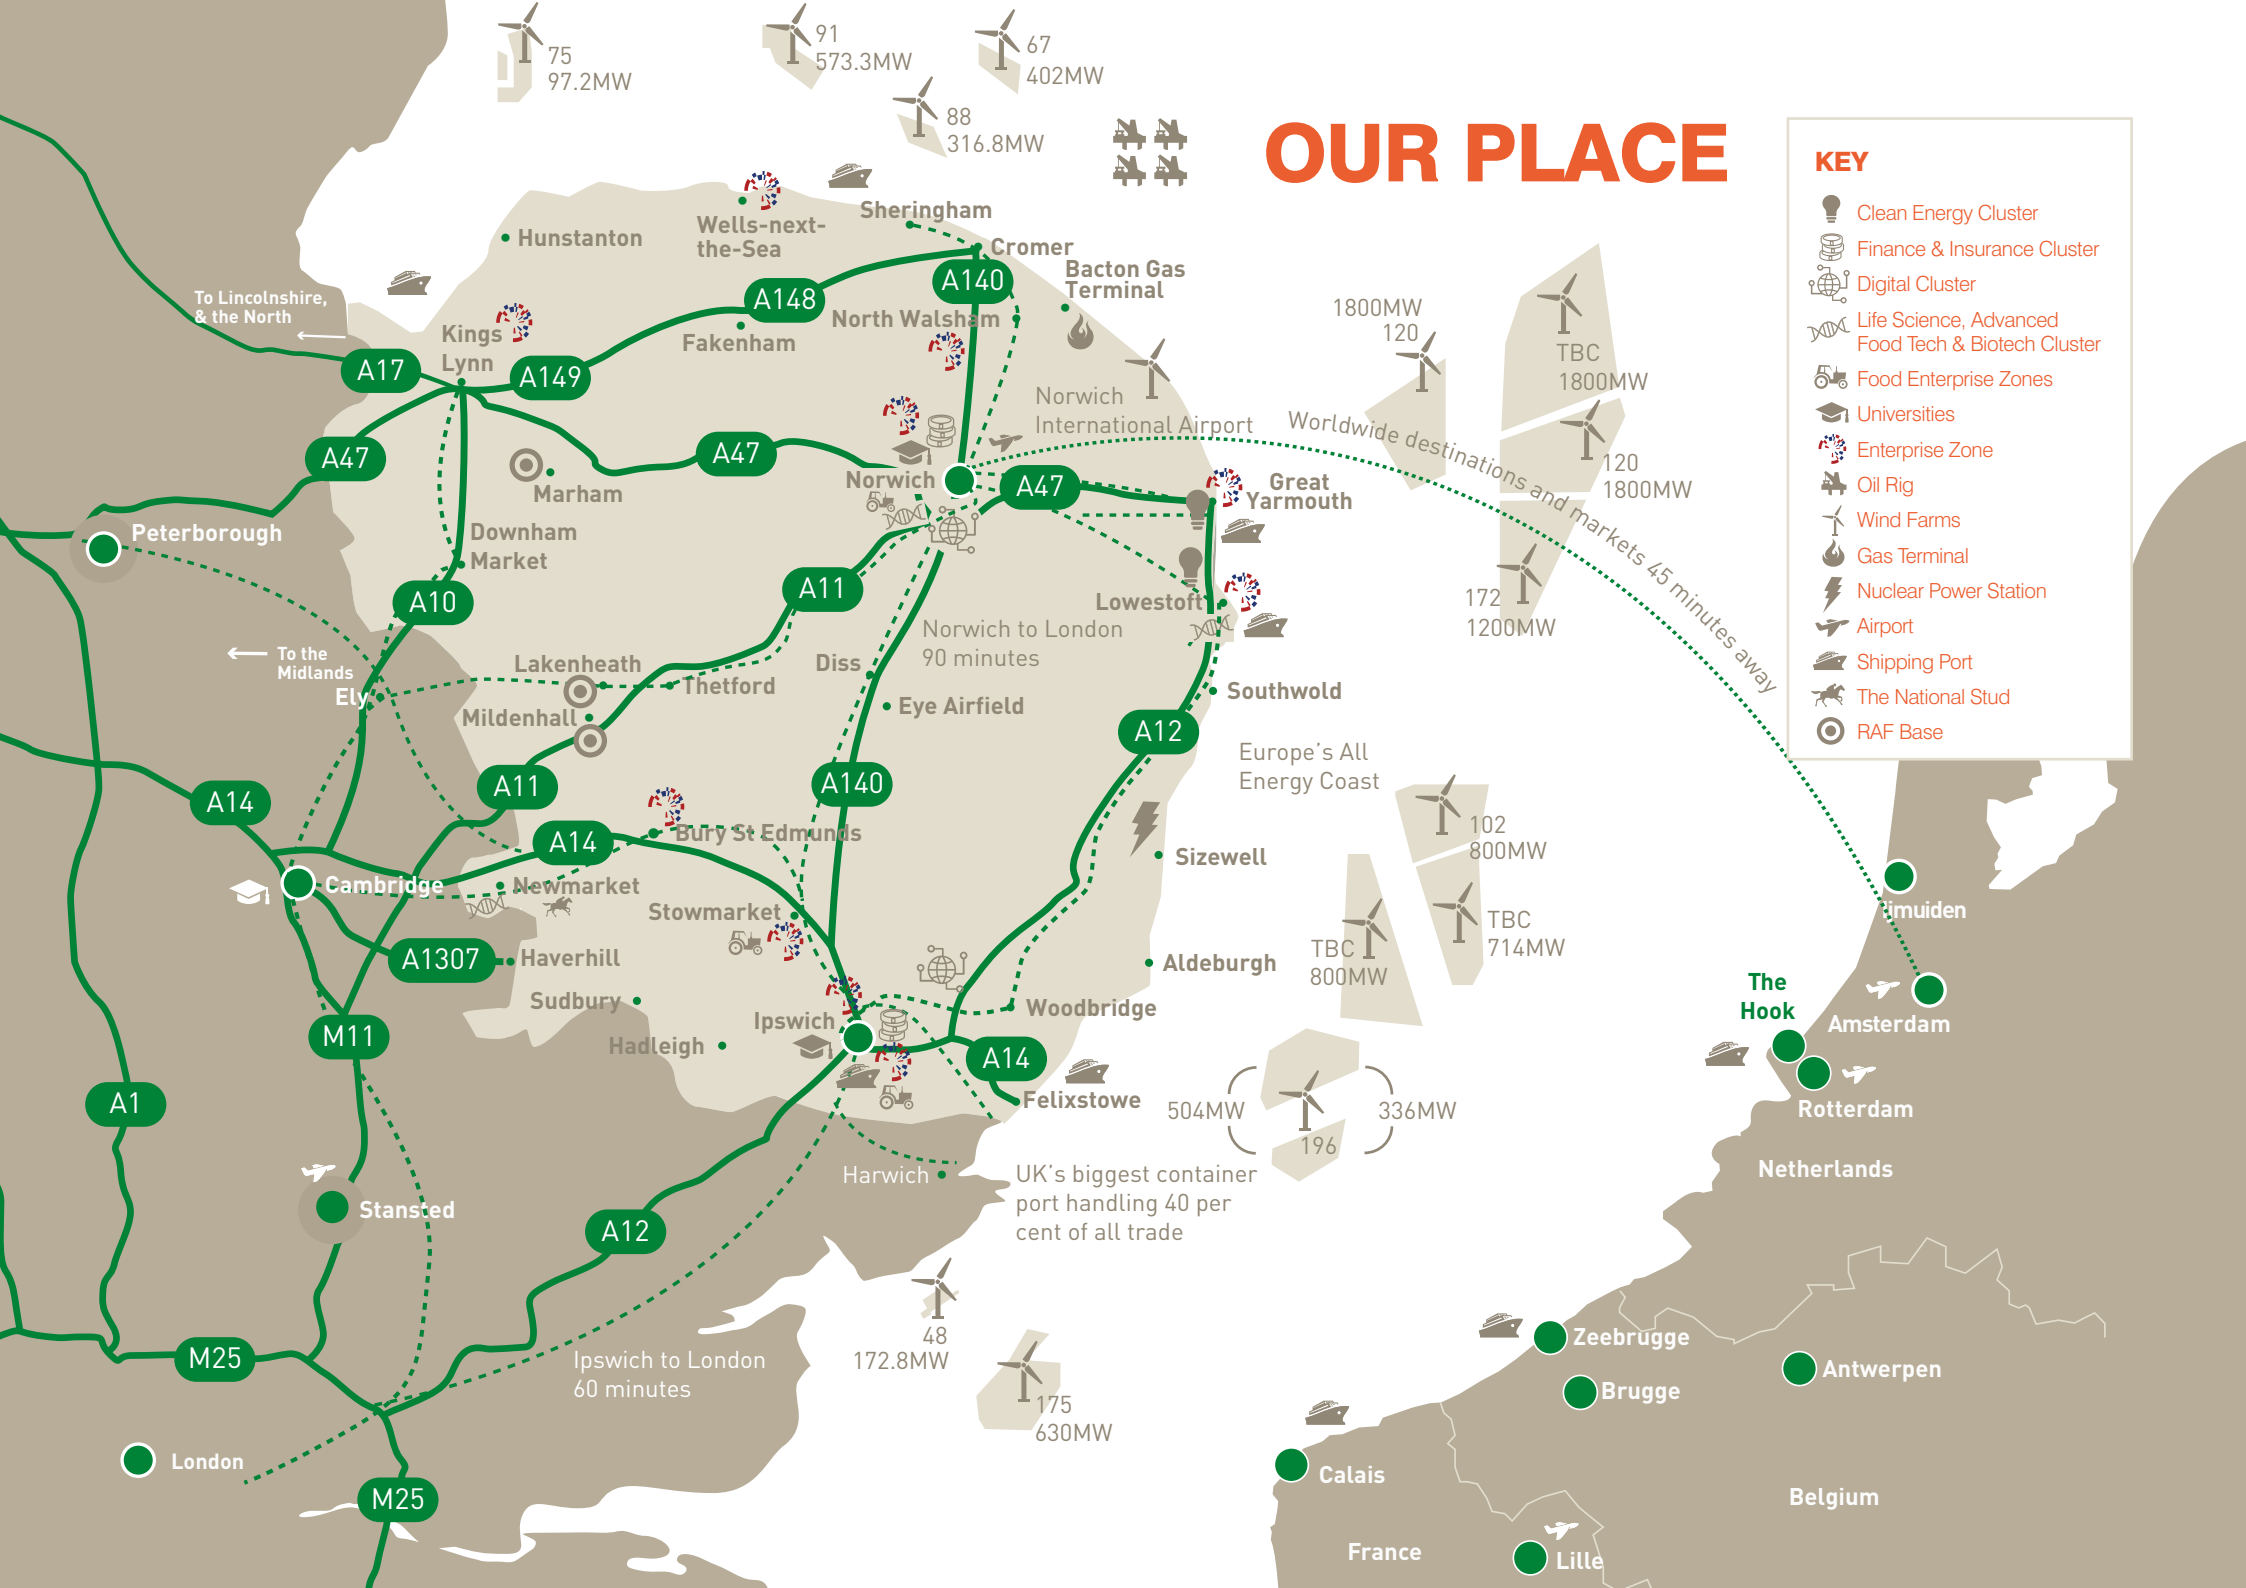 OUR PLACE
KEY
Clean Energy Cluster
Finance & Insurance Cluster
Digital Cluster
Life Science, Advanced
Food Tech & Biotech Cluster
Food Enterprise Zones
Universities
Enterprise Zone
Oil Rig
Wind Farms
Gas Terminal
Nuclear Power Station
Airport
Shipping Port
The National Stud
RAF Base
75
97.2MW
91
573.3MW
67
402MW
88
316.8MW
Hunstanton
Wells-next-
the-Sea
Sheringham
Cromer
Bacton Gas
Terminal
A140
A148
North Walsham
Fakenham
To Lincolnshire,
& the North
Kings
Lynn
A17
A149
A47
A47
Marham
Norwich
International Airport
Norwich
A47
Great
Yarmouth
Worldwide destinations and markets 45 minutes away
1800MW
120
TBC
1800MW
120
1800MW
172
1200MW
Peterborough
Downham
Market
A10
A11
Lowestoft
Norwich to London
90 minutes
To the
Midlands
Ely
Lakenheath
Thetford
Diss
Mildenhall
Eye Airfield
Southwold
A12
Europe's All
Energy Coast
A14
A11
A140
A14
Bury St Edmunds
Sizewell
102
800MW
TBC
714MW
TBC
800MW
Cambridge
Newmarket
Stowmarket
A1307
Haverhill
Aldeburgh
Sudbury
Woodbridge
Ipswich
Hadleigh
M11
A14
Felixstowe
A1
504MW
336MW
196
Harwich
UK's biggest container
port handling 40 per
cent of all trade
Stansted
A12
48
172.8MW
175
630MW
M25
Ipswich to London
60 minutes
London
M25
Ijmuiden
The
Hook
Amsterdam
Rotterdam
Netherlands
Zeebrugge
Antwerpen
Brugge
Calais
Belgium
France
Lille